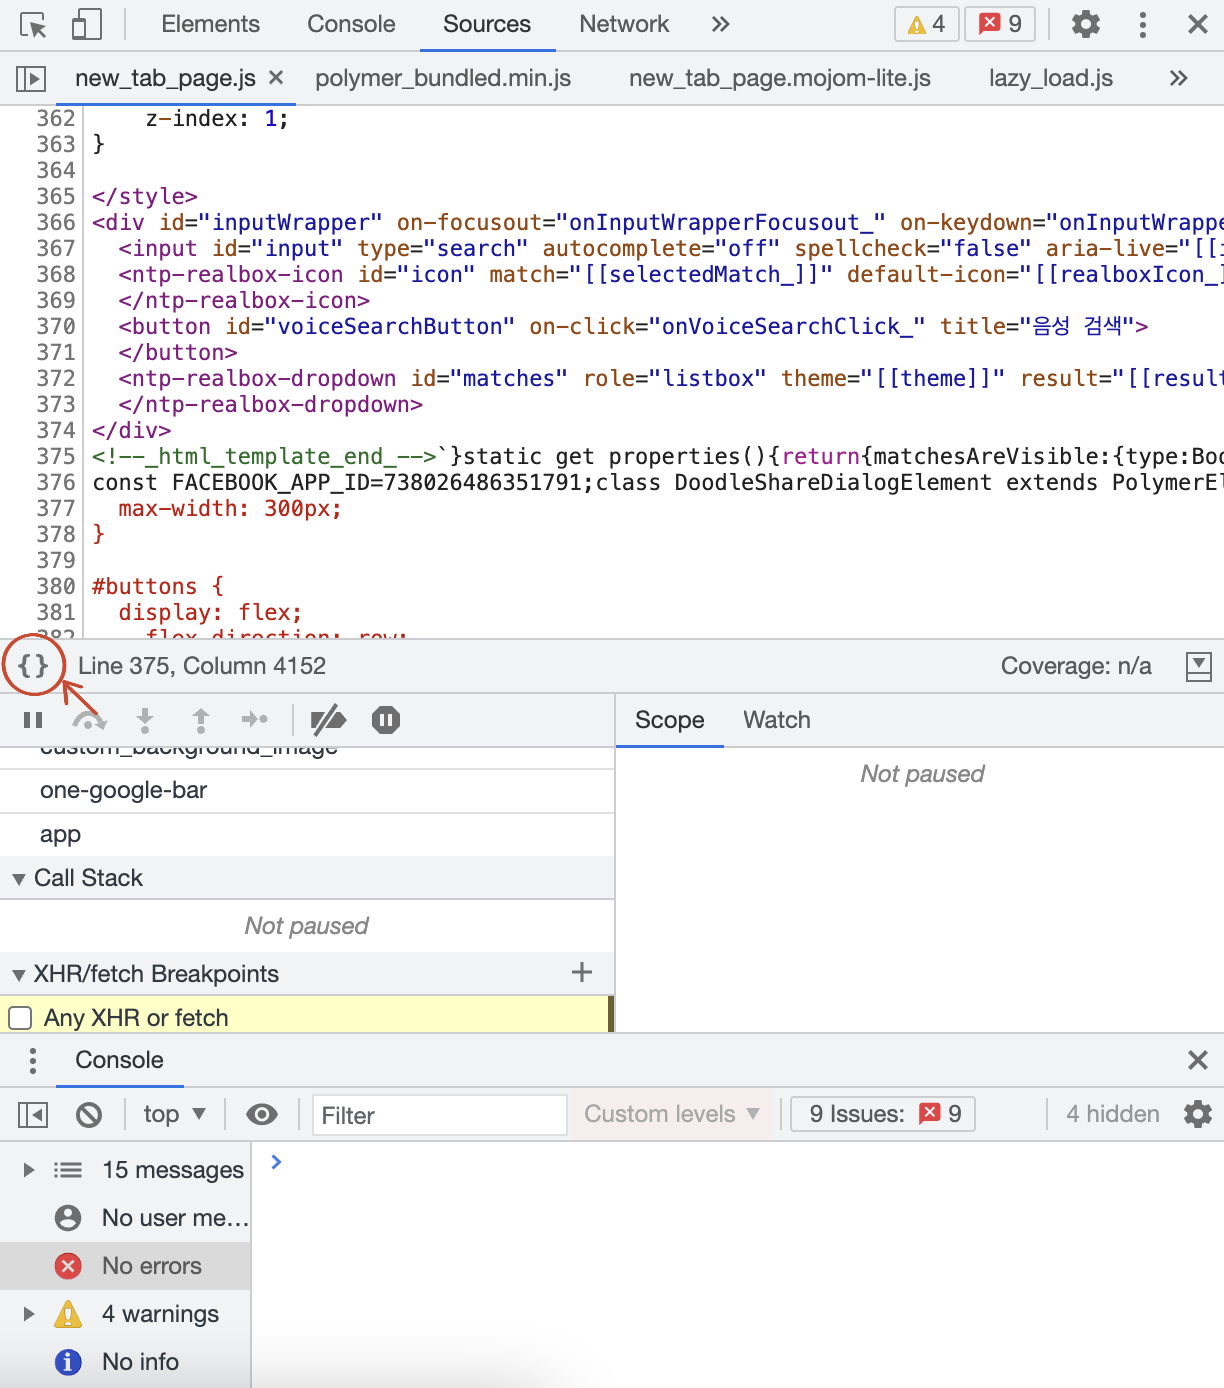 Elements Console Sources Network » 4 9
new_tab_page.js × polymer_bundled.min.js new_tab_page.mojom-lite.js lazy_load.js »
362 z-index: 1;
363 }
364
365 </style>
366 <div id="inputWrapper" on-focusout="onInputWrapperFocusout_" on-keydown="onInputWrappe
367 <input id="input" type="search" autocomplete="off" spellcheck="false" aria-live="[[
368 <ntp-realbox-icon id="icon" match="[[selectedMatch_]]" default-icon="[[realboxIcon_]
369 </ntp-realbox-icon>
370 <button id="voiceSearchButton" on-click="onVoiceSearchClick_" title="음성 검색">
371 </button>
372 <ntp-realbox-dropdown id="matches" role="listbox" theme="[[theme]]" result="[[result
373 </ntp-realbox-dropdown>
374 </div>
375 <!--_html_template_end_-->`}static get properties(){return{matchesAreVisible:{type:Boo
376 const FACEBOOK_APP_ID=738026486351791;class DoodleShareDialogElement extends PolymerEl
377 max-width: 300px;
378 }
379
380 #buttons {
381 display: flex;
382 flex-direction: row;
{} Line 375, Column 4152 Coverage: n/a
Scope Watch
custom_background_image
Not paused
one-google-bar
app
Call Stack
Not paused
XHR/fetch Breakpoints +
Any XHR or fetch
Console
top Filter Custom levels 9 Issues: 9 4 hidden
15 messages
No user me…
No errors
4 warnings
No info